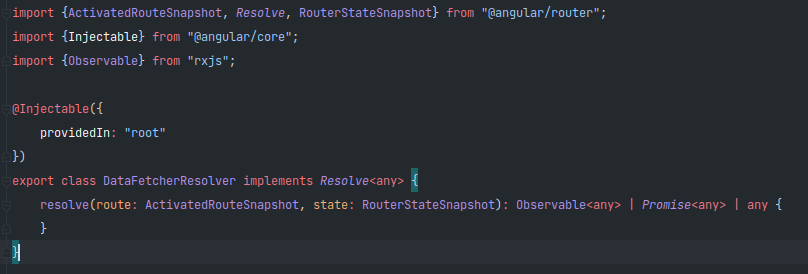 import {ActivatedRouteSnapshot, Resolve, RouterStateSnapshot} from "@angular/router";
import {Injectable} from "@angular/core";
import {Observable} from "rxjs";

@Injectable({
    providedIn: "root"
})
export class DataFetcherResolver implements Resolve<any> {
    resolve(route: ActivatedRouteSnapshot, state: RouterStateSnapshot): Observable<any> | Promise<any> | any {
    }
}